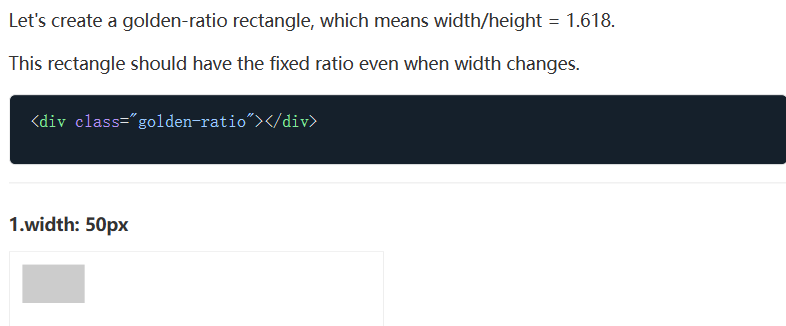 Let's create a golden-ratio rectangle, which means width/height = 1.618.
This rectangle should have the fixed ratio even when width changes.
<div class="golden-ratio"></div>
1.width: 50px